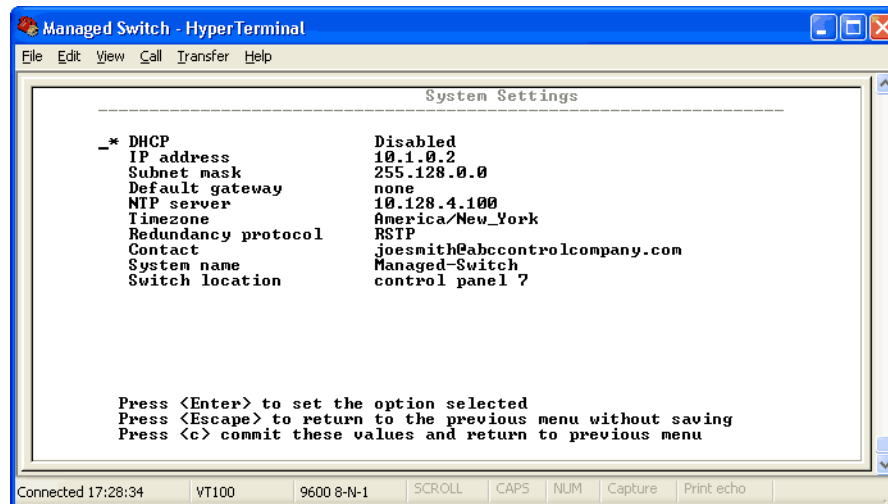 Managed Switch - HyperTerminal
File Edit View Call Transfer Help
System Settings
_* DHCP Disabled
IP address 10.1.0.2
Subnet mask 255.128.0.0
Default gateway none
NTP server 10.128.4.100
Timezone America/New_York
Redundancy protocol RSTP
Contact joesmith@abccontrolcompany.com
System name Managed-Switch
Switch location control panel 7
Press <Enter> to set the option selected
Press <Escape> to return to the previous menu without saving
Press <c> commit these values and return to previous menu
Connected 17:28:34 VT100 9600 8-N-1 SCROLL CAPS NUM Capture Print echo